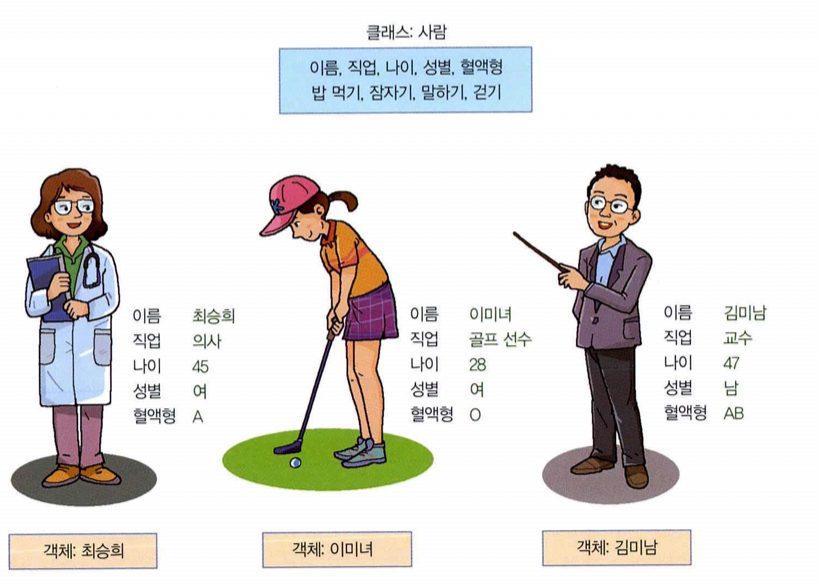 클래스: 사람
이름, 직업, 나이, 성별, 혈액형
밥 먹기, 잠자기, 말하기, 걷기
이름 최승희
직업 의사
나이 45
성별 여
혈액형 A
이름 이미녀
직업 골프 선수
나이 28
성별 여
혈액형 O
이름 김미남
직업 교수
나이 47
성별 남
혈액형 AB
객체: 최승희
객체: 이미녀
객체: 김미남